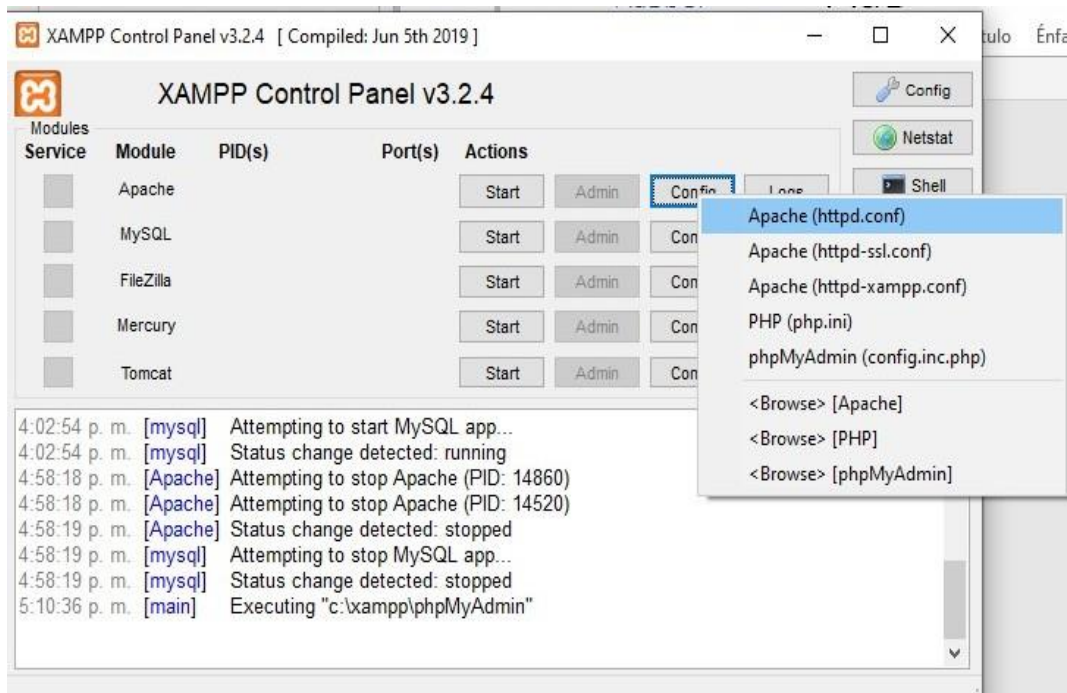 XAMPP Control Panel v3.2.4 [ Compiled: Jun 5th 2019 ]
XAMPP Control Panel v3.2.4
Config
Modules
Service Module PID(s) Port(s) Actions
Netstat
Apache Start Admin Config Logs Shell
MySQL Start Admin Con
FileZilla Start Admin Con
Mercury Start Admin Con
Tomcat Start Admin Con
Apache (httpd.conf)
Apache (httpd-ssl.conf)
Apache (httpd-xampp.conf)
PHP (php.ini)
phpMyAdmin (config.inc.php)
<Browse> [Apache]
<Browse> [PHP]
<Browse> [phpMyAdmin]
4:02:54 p. m. [mysql] Attempting to start MySQL app...
4:02:54 p. m. [mysql] Status change detected: running
4:58:18 p. m. [Apache] Attempting to stop Apache (PID: 14860)
4:58:18 p. m. [Apache] Attempting to stop Apache (PID: 14520)
4:58:19 p. m. [Apache] Status change detected: stopped
4:58:19 p. m. [mysql] Attempting to stop MySQL app...
4:58:19 p. m. [mysql] Status change detected: stopped
5:10:36 p. m. [main] Executing "c:\xampp\phpMyAdmin"